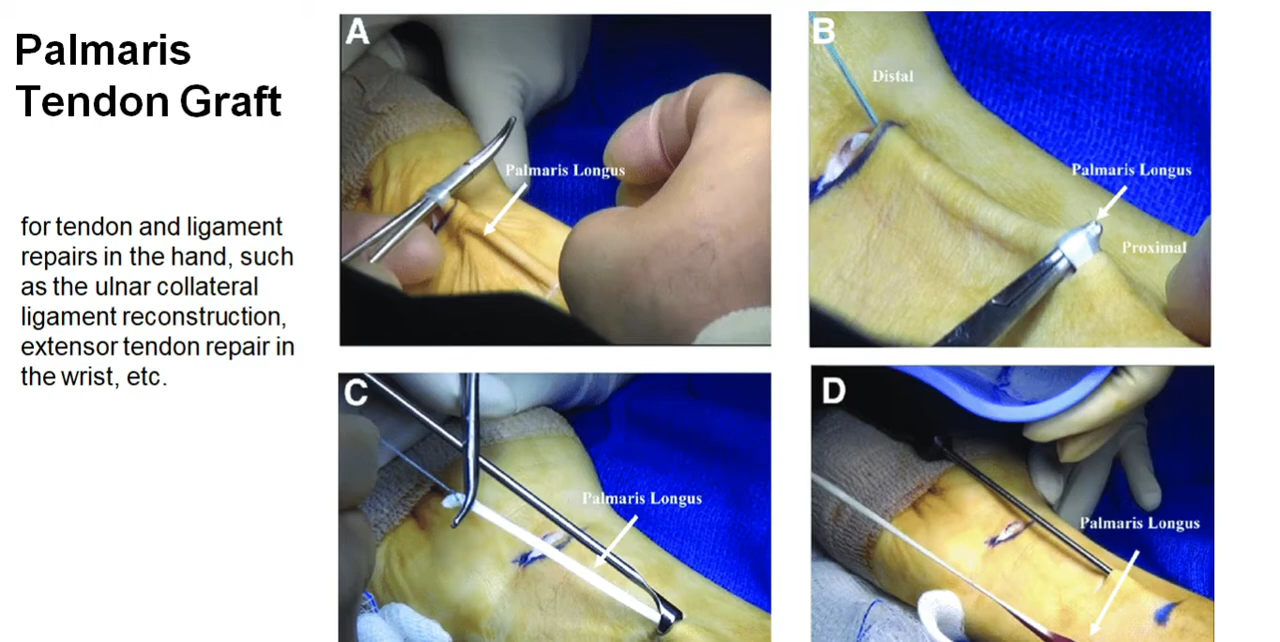 Palmaris
Tendon Graft
for tendon and ligament
repairs in the hand, such
as the ulnar collateral
ligament reconstruction,
extensor tendon repair in
the wrist, etc.
A
Palmaris Longus
B
Distal
Palmaris Longus
Proximal
C
Palmaris Longus
D
Palmaris Longus